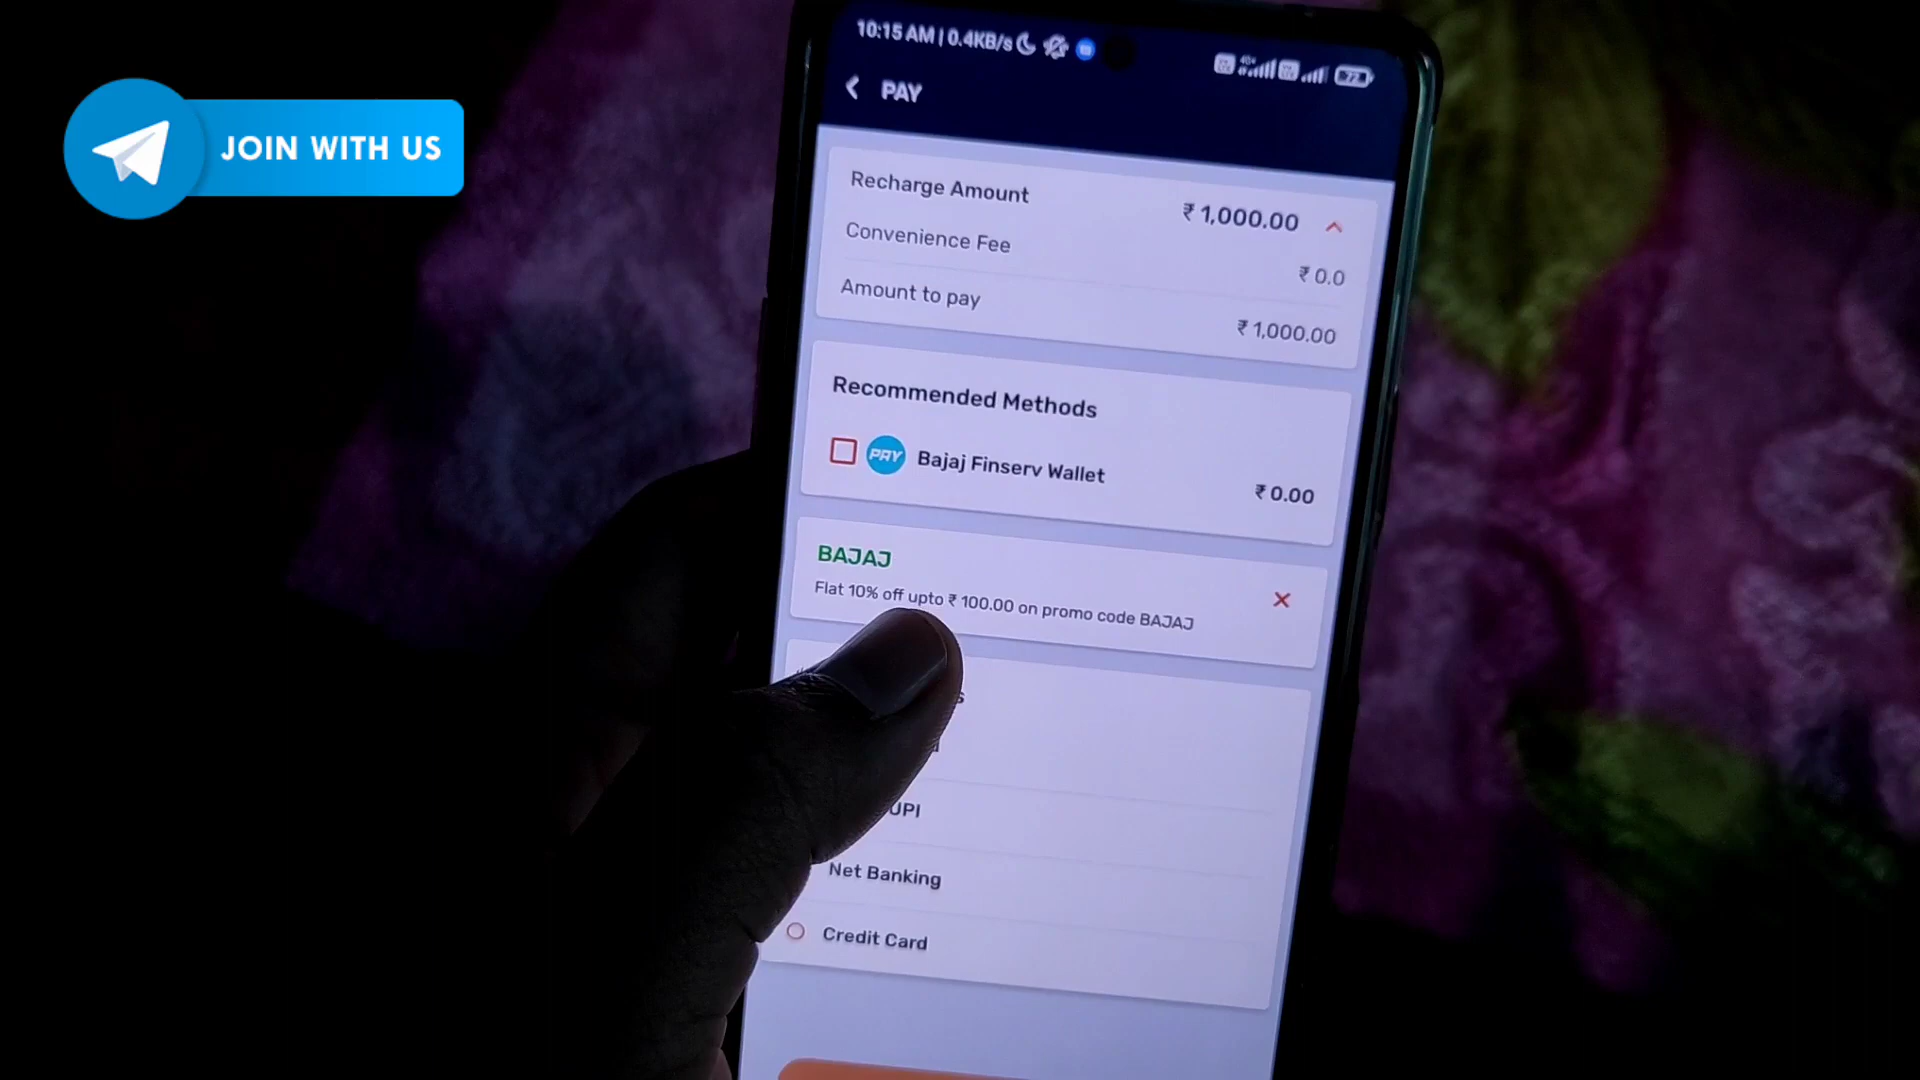 JOIN WITH US
10:15 AM | 0.4KB/s
72
PAY
Recharge Amount ₹ 1,000.00
Convenience Fee ₹ 0.0
Amount to pay ₹ 1,000.00
Recommended Methods
PAY Bajaj Finserv Wallet ₹ 0.00
BAJAJ
Flat 10% off upto ₹ 100.00 on promo code BAJAJ
UPI
Net Banking
Credit Card